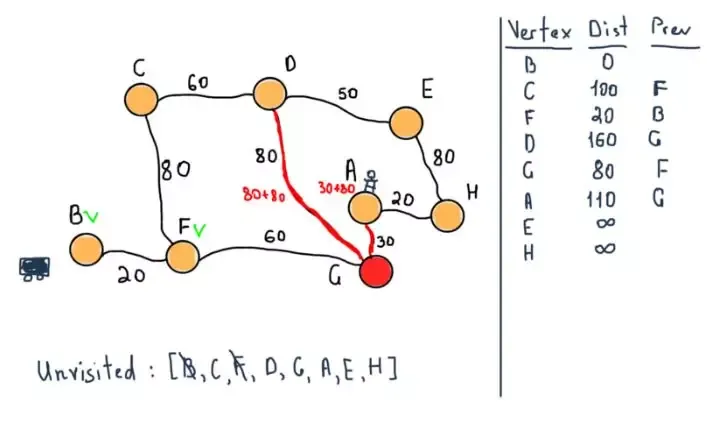 Vertex Dist Prev
B 0
C 100 F
F 20 B
D 160 G
G 80 F
A 110 G
E ∞
H ∞
C
60
D
50
E
80
80
80
80+80
A
30+80
20
H
B v
F v
60
30
20
G
Unvisited : [B, C, F, D, G, A, E, H]